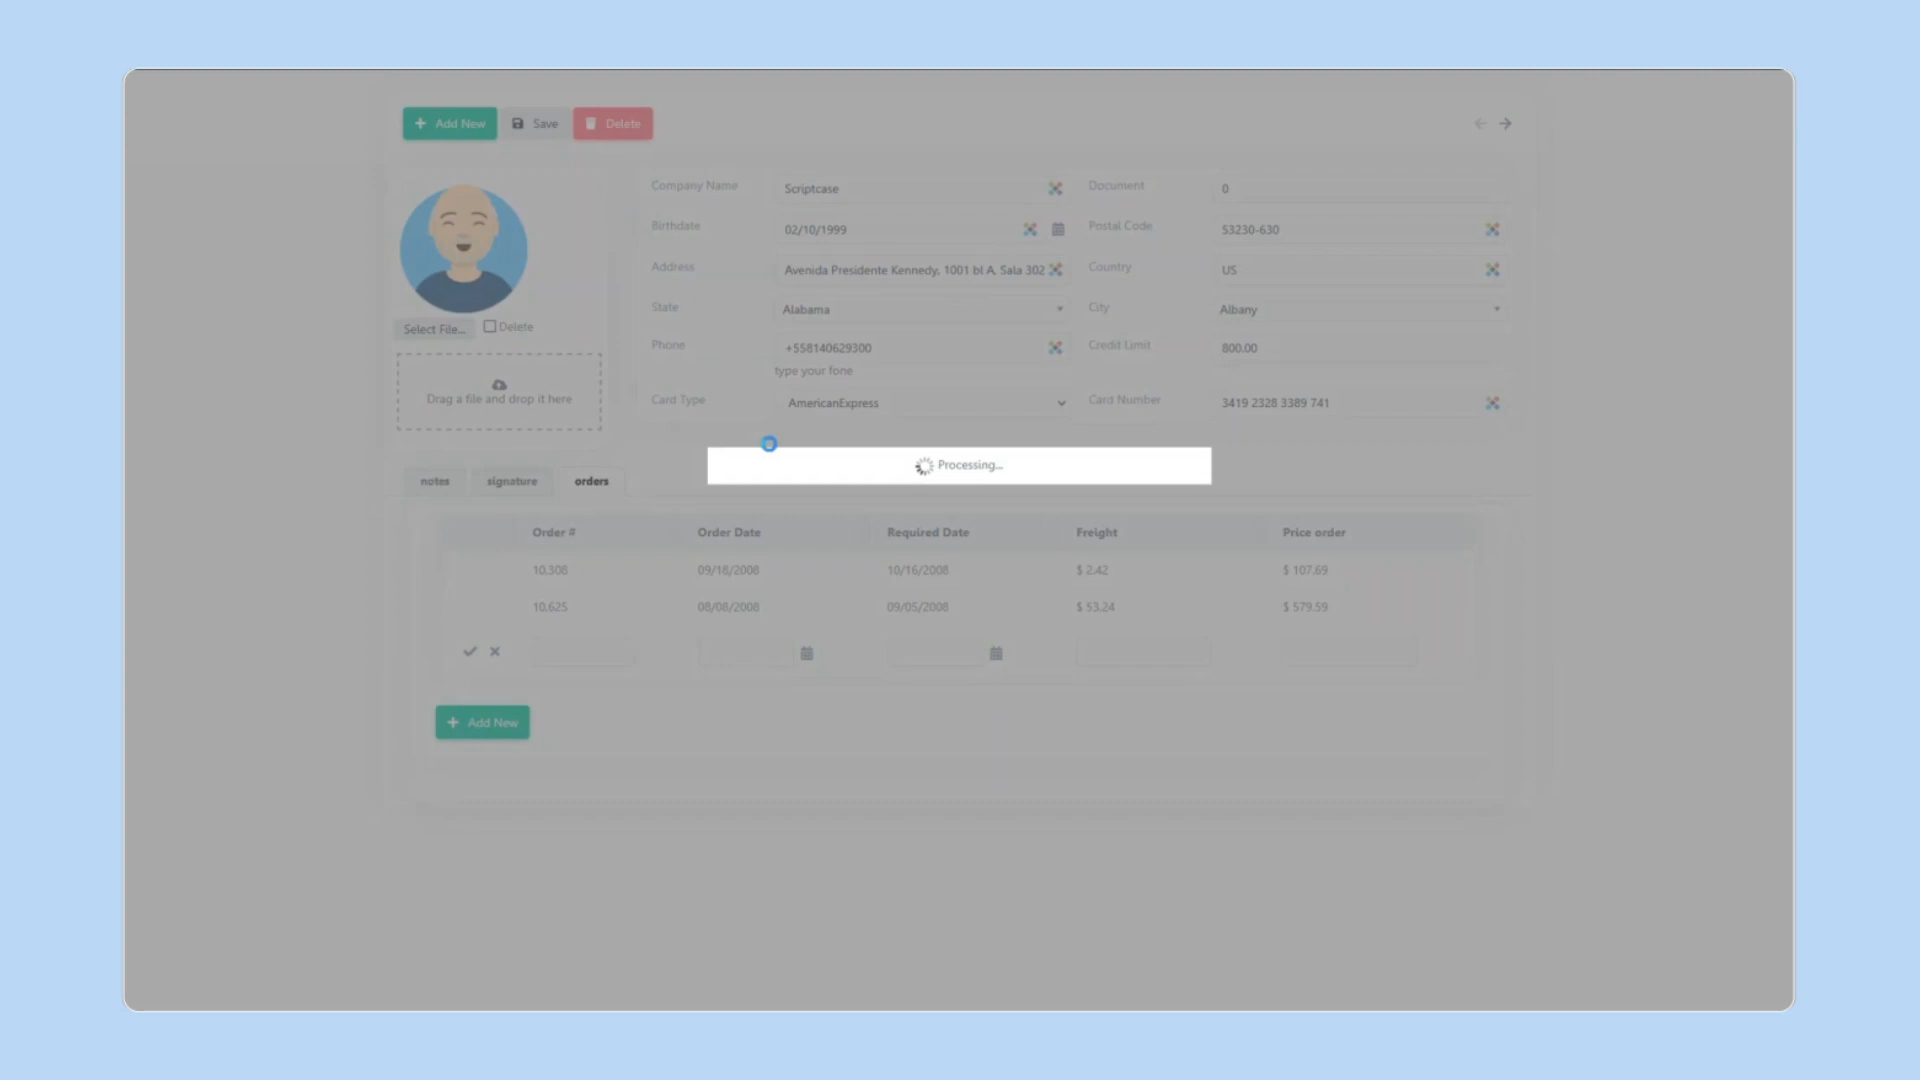 Add New Save Delete
Company Name Scriptcase Document 0
Birthdate 02/10/1999 Postal Code 53230-630
Address Avenida Presidente Kennedy, 1001 bl A, Sala 302 Country US
State Alabama City Albany
Select File... Delete
Phone +558140629300 Credit Limit 800.00
type your fone
Drag a file and drop it here
Card Type AmericanExpress Card Number 3419 2328 3389 741
Processing...
notes signature orders
Order # Order Date Required Date Freight Price order
10,308 09/18/2008 10/16/2008 $ 2.42 $ 107.69
10,625 08/08/2008 09/05/2008 $ 53.24 $ 579.59
Add New